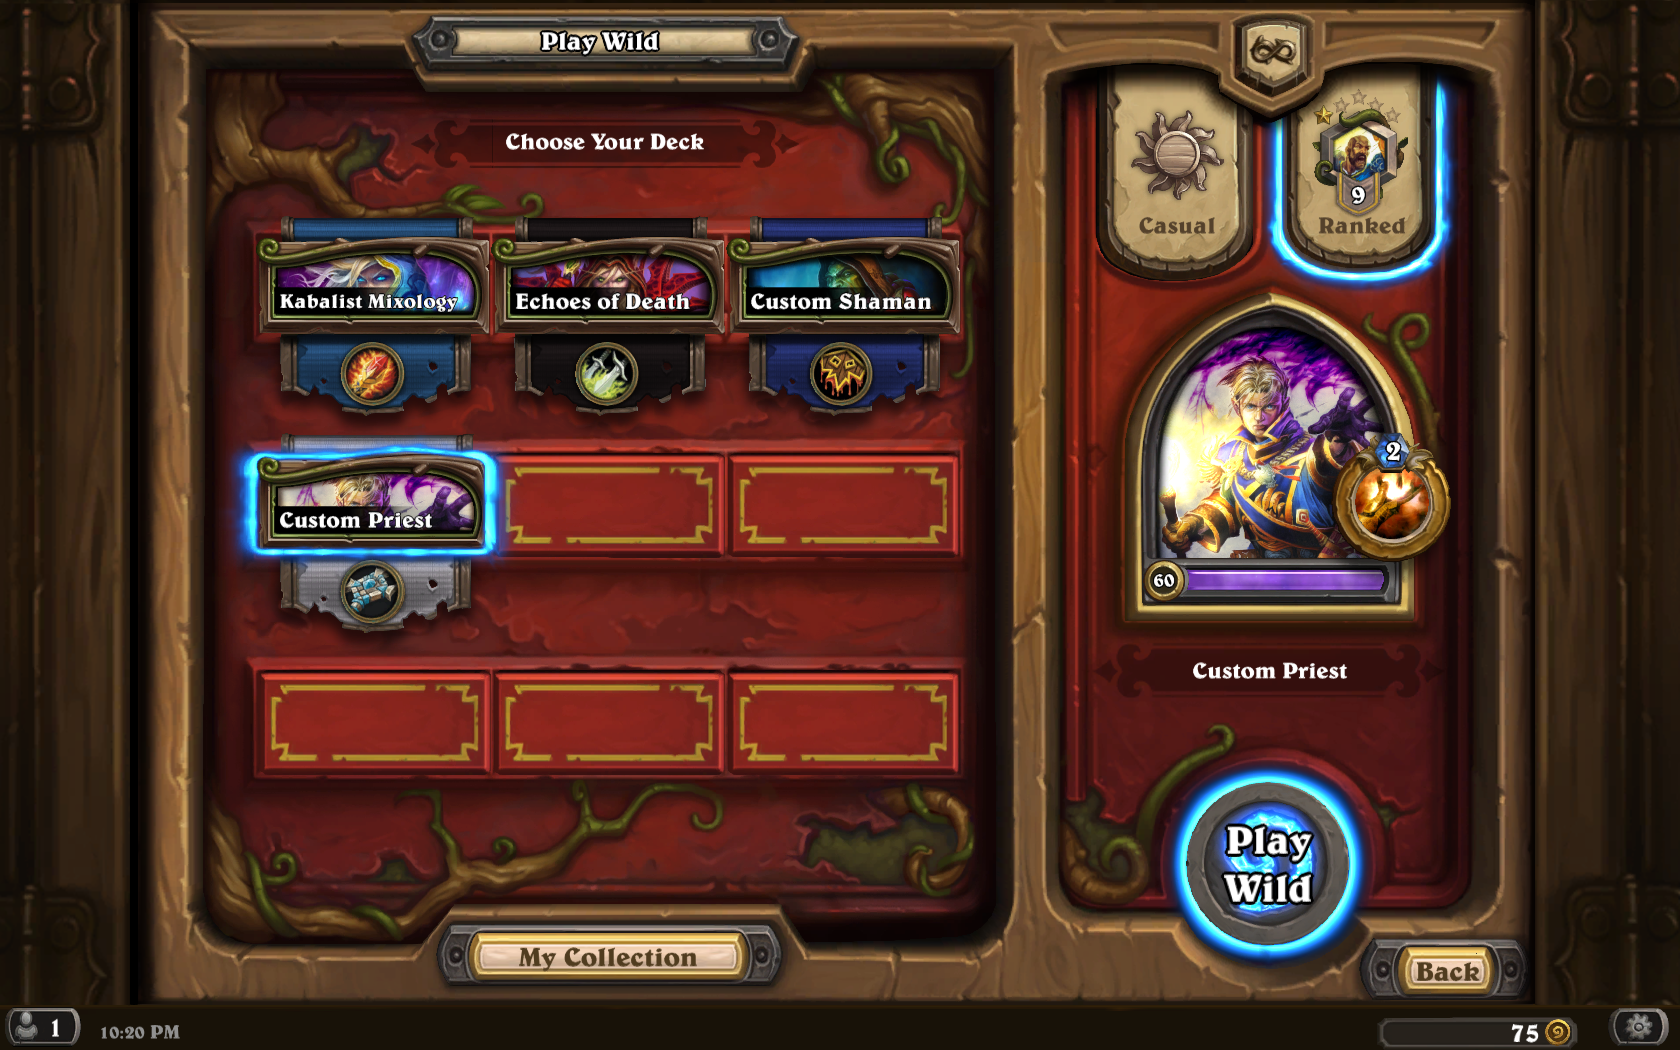 Play Wild
Choose Your Deck
Kabalist Mixology
Echoes of Death
Custom Shaman
Custom Priest
My Collection
Casual
9
Ranked
2
60
Custom Priest
Play
Wild
Back
1
10:20 PM
75